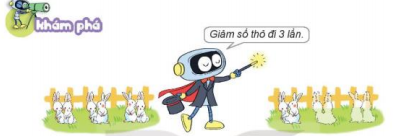 Khám phá
Giảm số thỏ đi 3 lần.